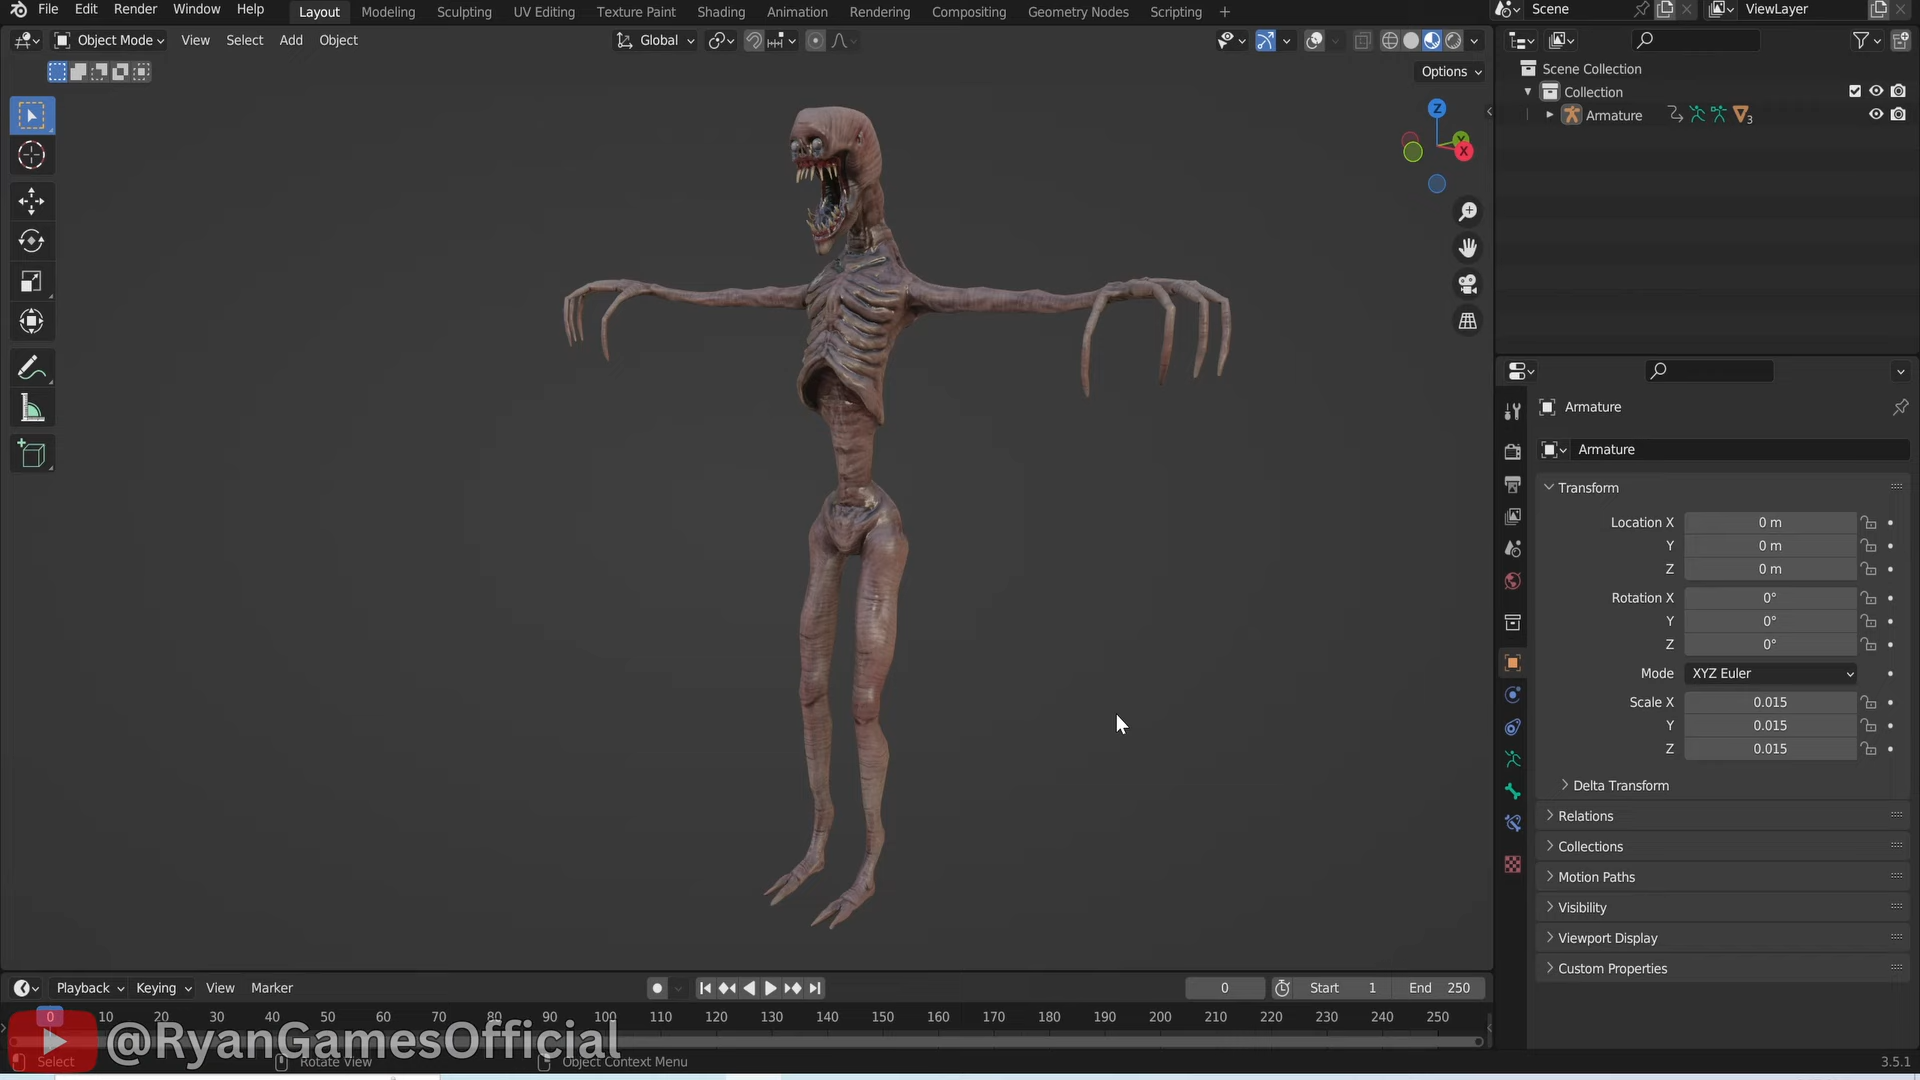 File Edit Render Window Help Layout Modeling Sculpting UV Editing Texture Paint Shading Animation Rendering Compositing Geometry Nodes Scripting + Scene ViewLayer
Object Mode View Select Add Object Global
Options
Z
Y
X
Scene Collection
Collection
Armature 3
Armature
Armature
Transform
Location X 0 m
Y 0 m
Z 0 m
Rotation X 0°
Y 0°
Z 0°
Mode XYZ Euler
Scale X 0.015
Y 0.015
Z 0.015
Delta Transform
Relations
Collections
Motion Paths
Visibility
Viewport Display
Custom Properties
Playback Keying View Marker 0 Start 1 End 250
0 10 20 30 40 50 60 70 80 90 100 110 120 130 140 150 160 170 180 190 200 210 220 230 240 250
@RyanGamesOfficial
Select Rotate View Object Context Menu 3.5.1